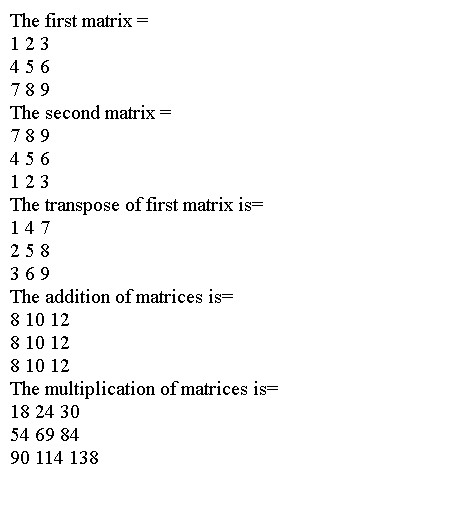 The first matrix =
1 2 3
4 5 6
7 8 9
The second matrix =
7 8 9
4 5 6
1 2 3
The transpose of first matrix is=
1 4 7
2 5 8
3 6 9
The addition of matrices is=
8 10 12
8 10 12
8 10 12
The multiplication of matrices is=
18 24 30
54 69 84
90 114 138